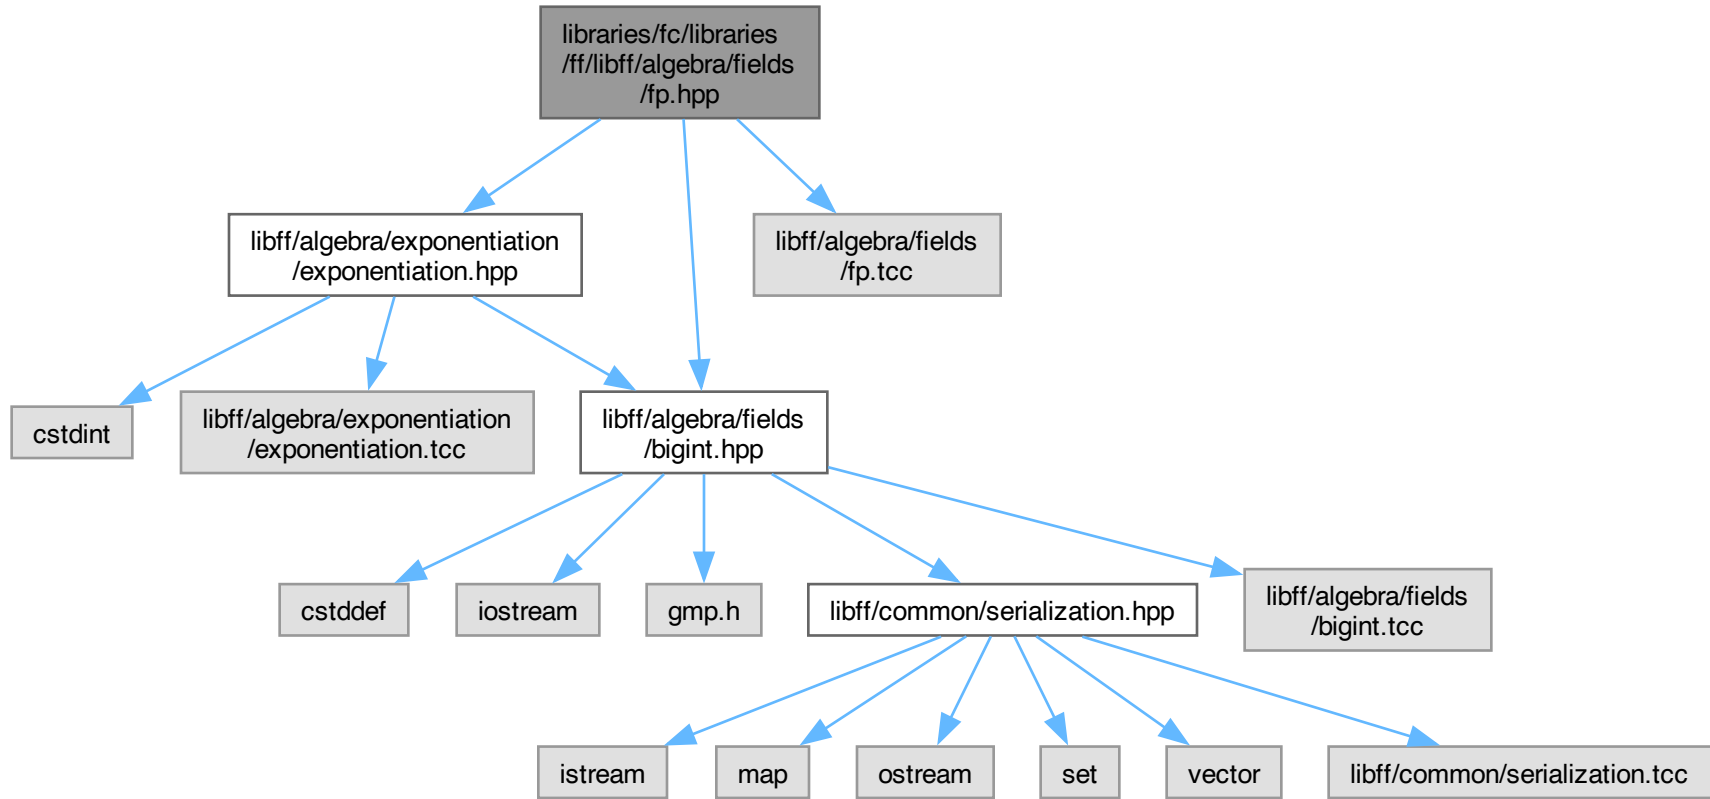 libraries/fc/libraries
/ff/libff/algebra/fields
/fp.hpp
libff/algebra/exponentiation
/exponentiation.hpp
libff/algebra/fields
/fp.tcc
cstdint
libff/algebra/exponentiation
/exponentiation.tcc
libff/algebra/fields
/bigint.hpp
cstddef
iostream
gmp.h
libff/common/serialization.hpp
libff/algebra/fields
/bigint.tcc
istream
map
ostream
set
vector
libff/common/serialization.tcc